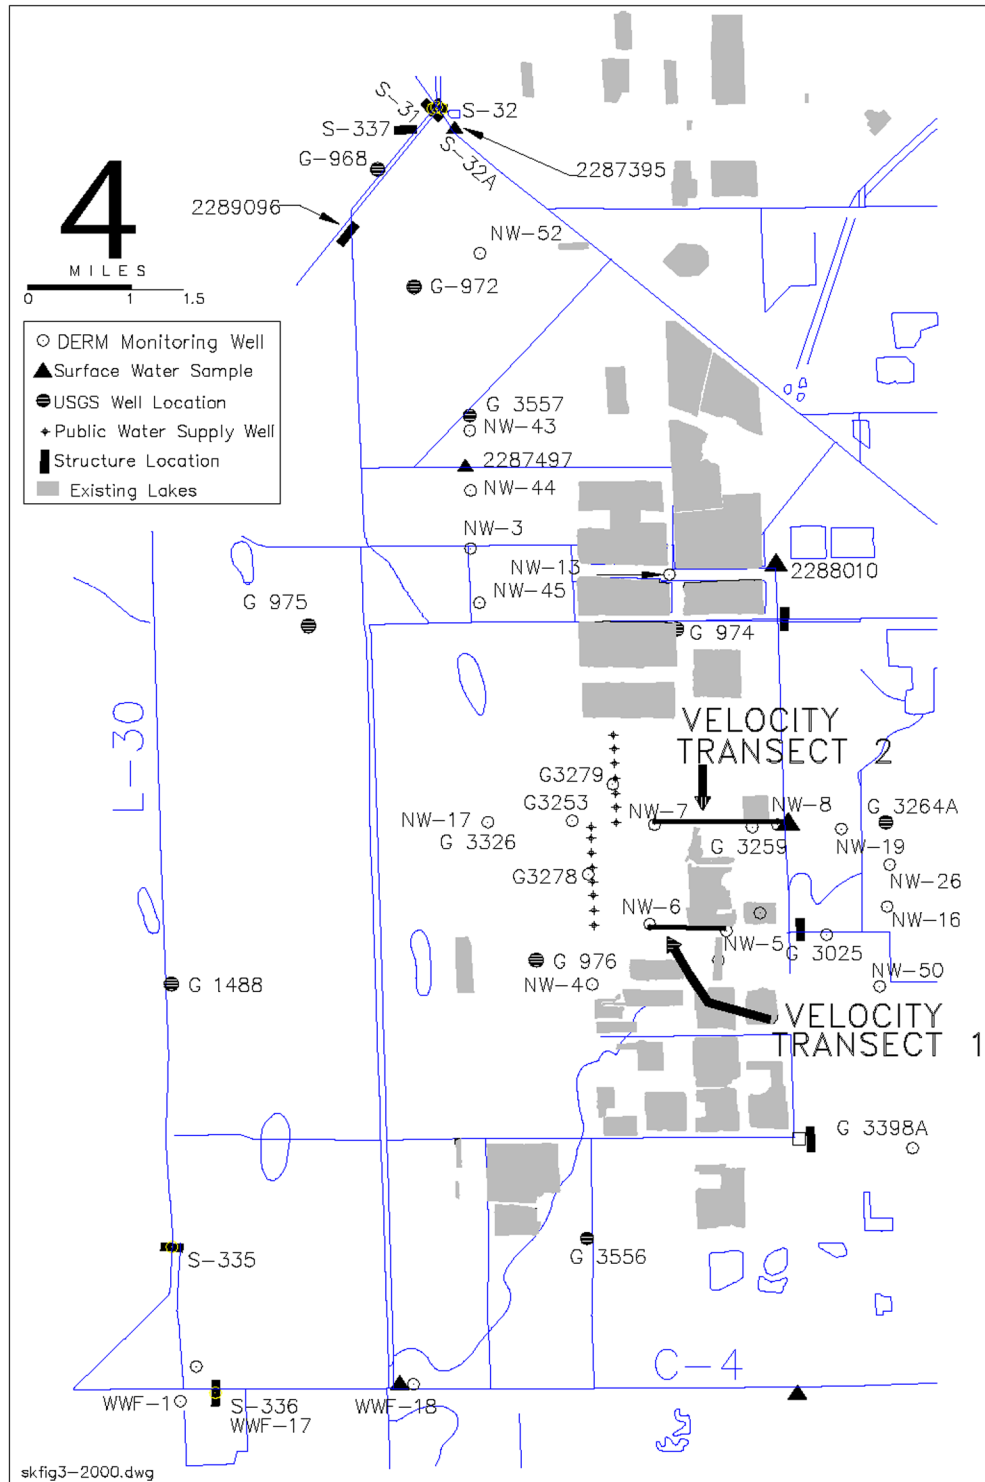 S-31
S-32
S-337
S-32A
G-968
2287395
2289096
4
MILES
0 1 1.5
NW-52
G-972
DERM Monitoring Well
Surface Water Sample
USGS Well Location
Public Water Supply Well
Structure Location
Existing Lakes
G 3557
NW-43
2287497
NW-44
NW-3
NW-13
2288010
NW-45
G 975
G 974
L-30
VELOCITY
TRANSECT 2
G3279
G3253
NW-7
NW-8
G 3264A
NW-17
G 3326
G 3259
NW-19
G3278
NW-26
NW-6
NW-16
NW-5
G 3025
G 976
NW-50
G 1488
NW-4
VELOCITY
TRANSECT 1
G 3398A
S-335
G 3556
C-4
WWF-1
S-336
WWF-17
WWF-18
skfig3-2000.dwg